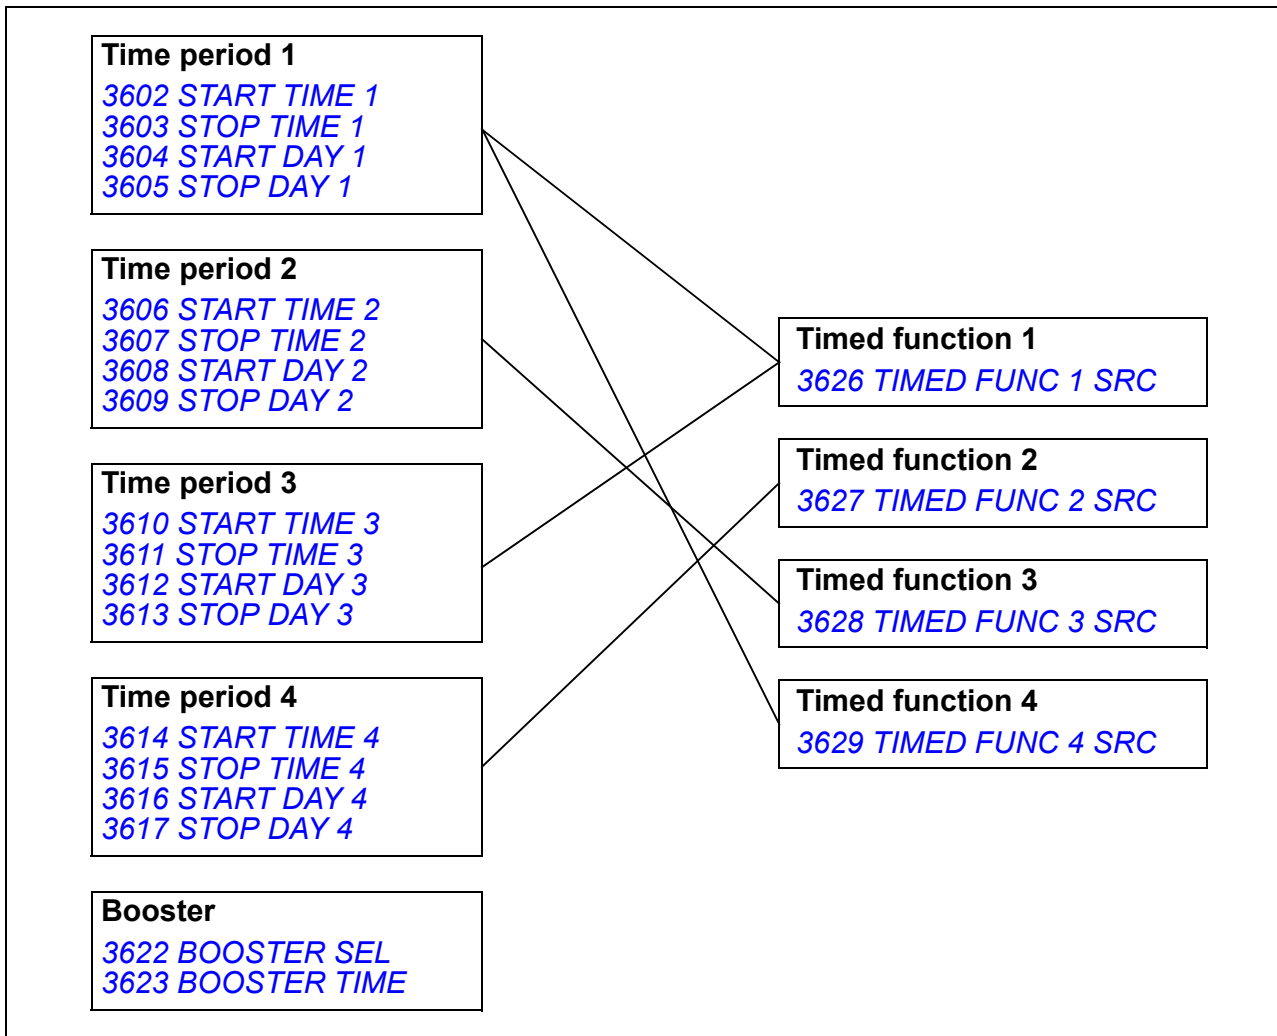 Time period 1
3602 START TIME 1
3603 STOP TIME 1
3604 START DAY 1
3605 STOP DAY 1
Time period 2
3606 START TIME 2
3607 STOP TIME 2
3608 START DAY 2
3609 STOP DAY 2
Time period 3
3610 START TIME 3
3611 STOP TIME 3
3612 START DAY 3
3613 STOP DAY 3
Time period 4
3614 START TIME 4
3615 STOP TIME 4
3616 START DAY 4
3617 STOP DAY 4
Booster
3622 BOOSTER SEL
3623 BOOSTER TIME
Timed function 1
3626 TIMED FUNC 1 SRC
Timed function 2
3627 TIMED FUNC 2 SRC
Timed function 3
3628 TIMED FUNC 3 SRC
Timed function 4
3629 TIMED FUNC 4 SRC